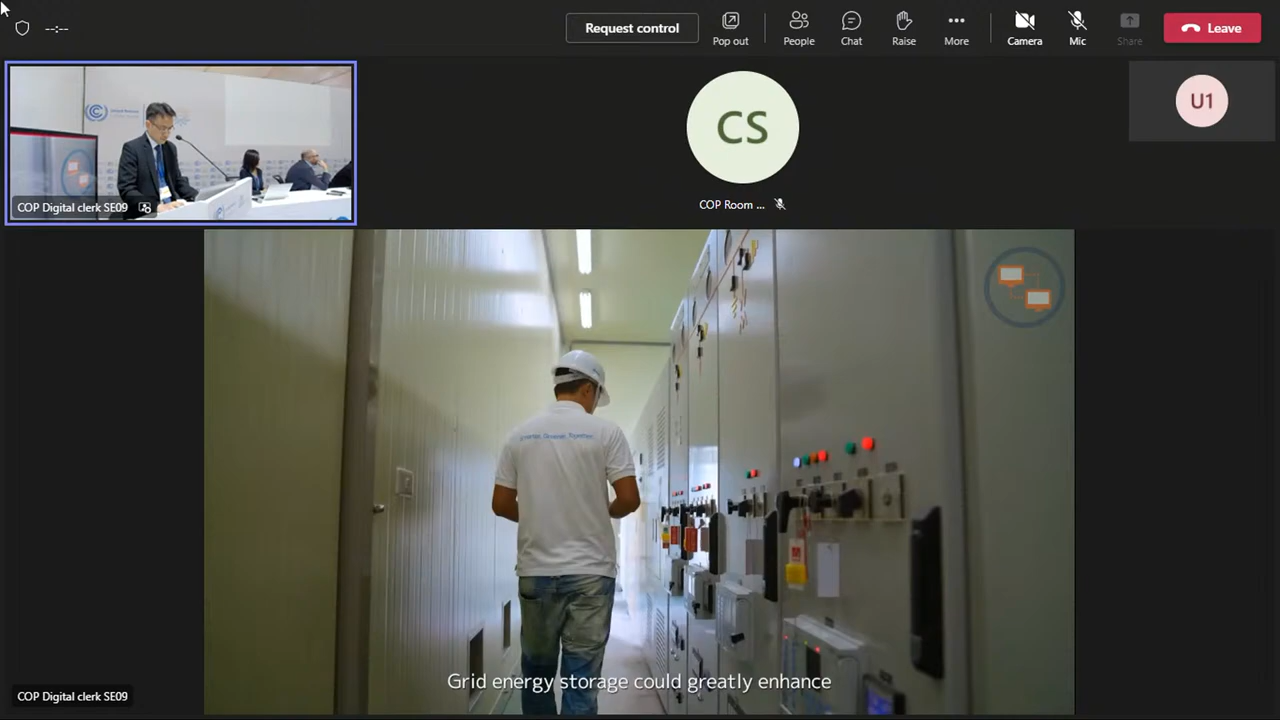 --:--
Request control
Pop out
People
Chat
Raise
More
Camera
Mic
Share
Leave
COP Digital clerk SE09
CS
COP Room ...
U1
Grid energy storage could greatly enhance
COP Digital clerk SE09